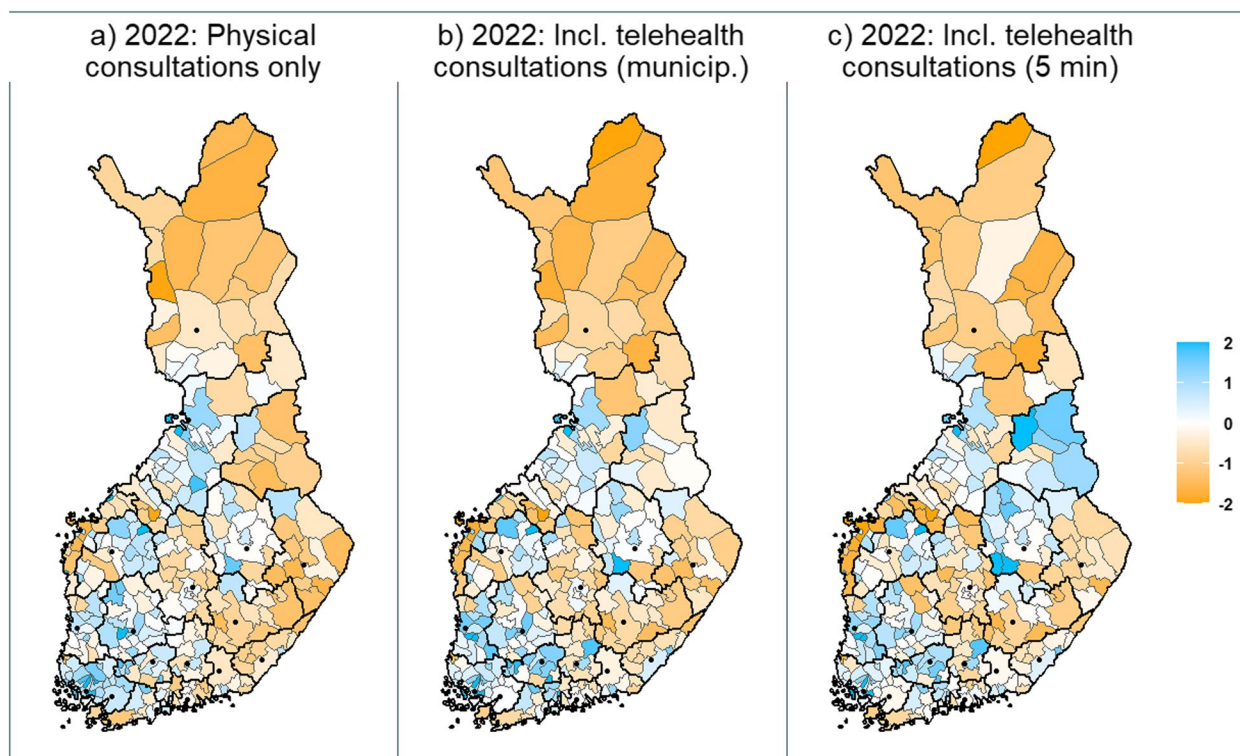 a) 2022: Physical
consultations only
b) 2022: Incl. telehealth
consultations (municip.)
c) 2022: Incl. telehealth
consultations (5 min)
2
1
0
-1
-2